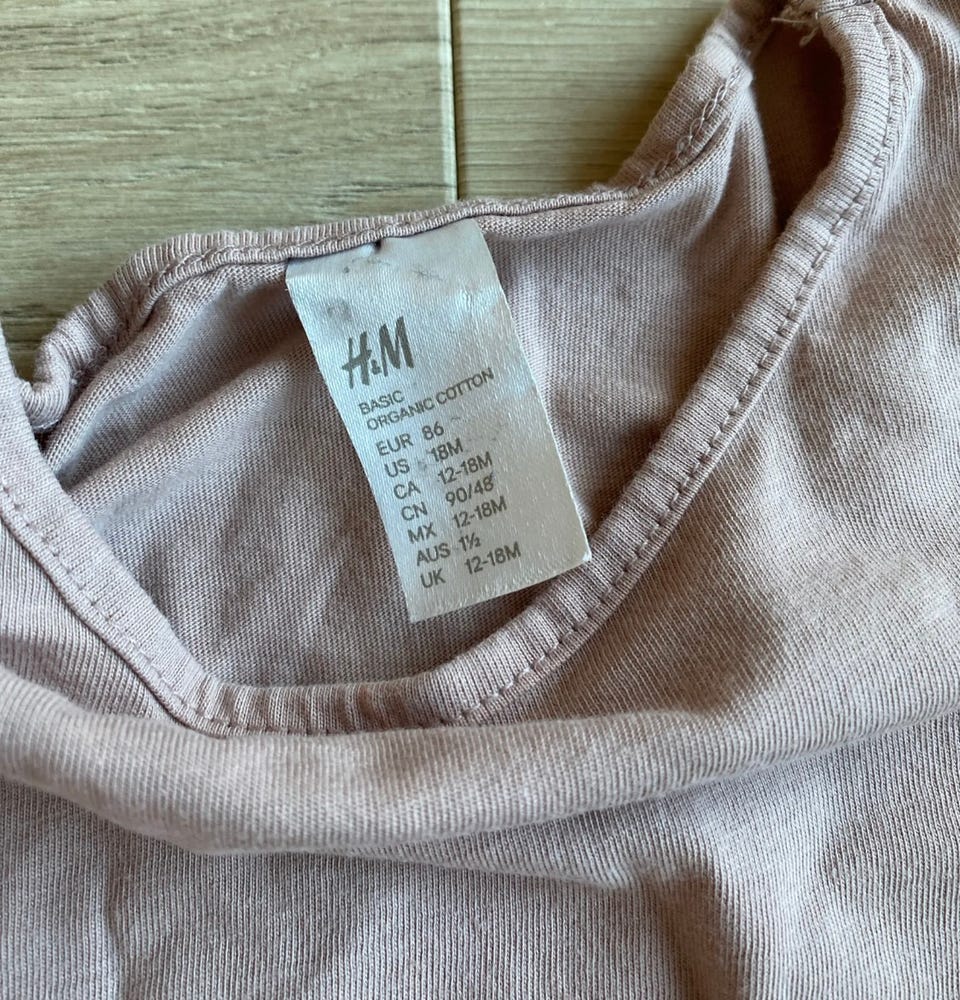 H&M
BASIC
ORGANIC COTTON
EUR 86
US 18M
CA 12-18M
CN 90/48
MX 12-18M
AUS 1½
UK 12-18M